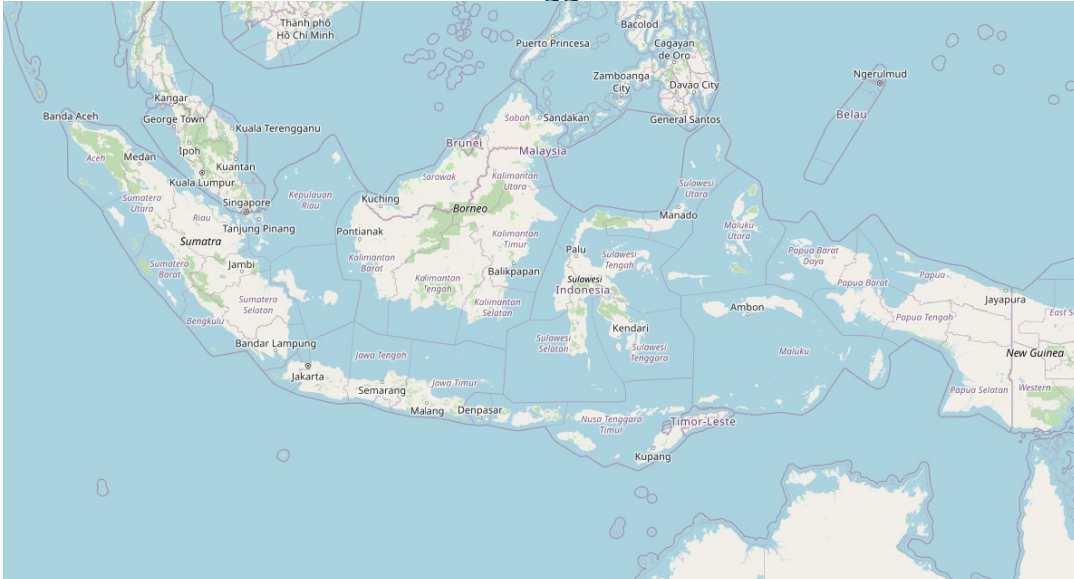 Thành phố
Hồ Chí Minh
Bacolod
Puerto Princesa
Cagayan
de Oro
Zamboanga
City
Davao City
General Santos
Ngerulmud
Belau
Kangar
George Town
Kuala Terengganu
Banda Aceh
Ipoh
Kuantan
Kuala Lumpur
Aceh
Medan
Sabah
Sandakan
Brunei
Malaysia
Sarawak
Kalimantan
Utara
Kuching
Borneo
Singapore
Tanjung Pinang
Kepulauan
Riau
Sumatera
Utara
Riau
Sumatra
Pontianak
Sulawesi
Utara
Manado
Maluku
Utara
Kalimantan
Timur
Kalimantan
Barat
Palu
Sulawesi
Tengah
Papua Barat
Daya
Papua Barat
Papua
Sumatera
Barat
Jambi
Balikpapan
Kalimantan
Tengah
Sulawesi
Indonesia
Jayapura
Sumatera
Selatan
Kalimantan
Selatan
Ambon
Papua Tengah
East S
Bengkulu
Kendari
Bandar Lampung
Sulawesi
Selatan
Sulawesi
Tenggara
Jawa Tengah
Maluku
New Guinea
Jakarta
Semarang
Jawa Timur
Papua Selatan
Western
Malang
Denpasar
Nusa Tenggara
Timur
Timor-Leste
Kupang